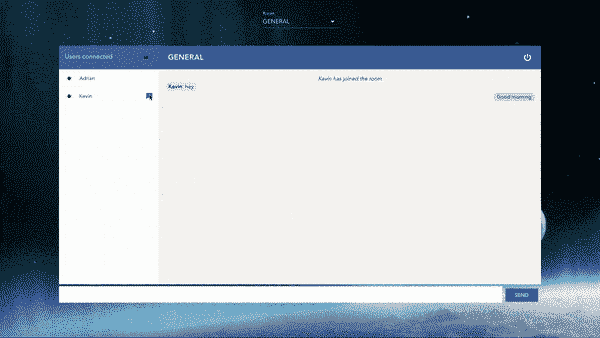 Room
GENERAL
Users connected
GENERAL
Adrian
Kevin
Kevin has joined the room
Kevin hey
Good morning
SEND